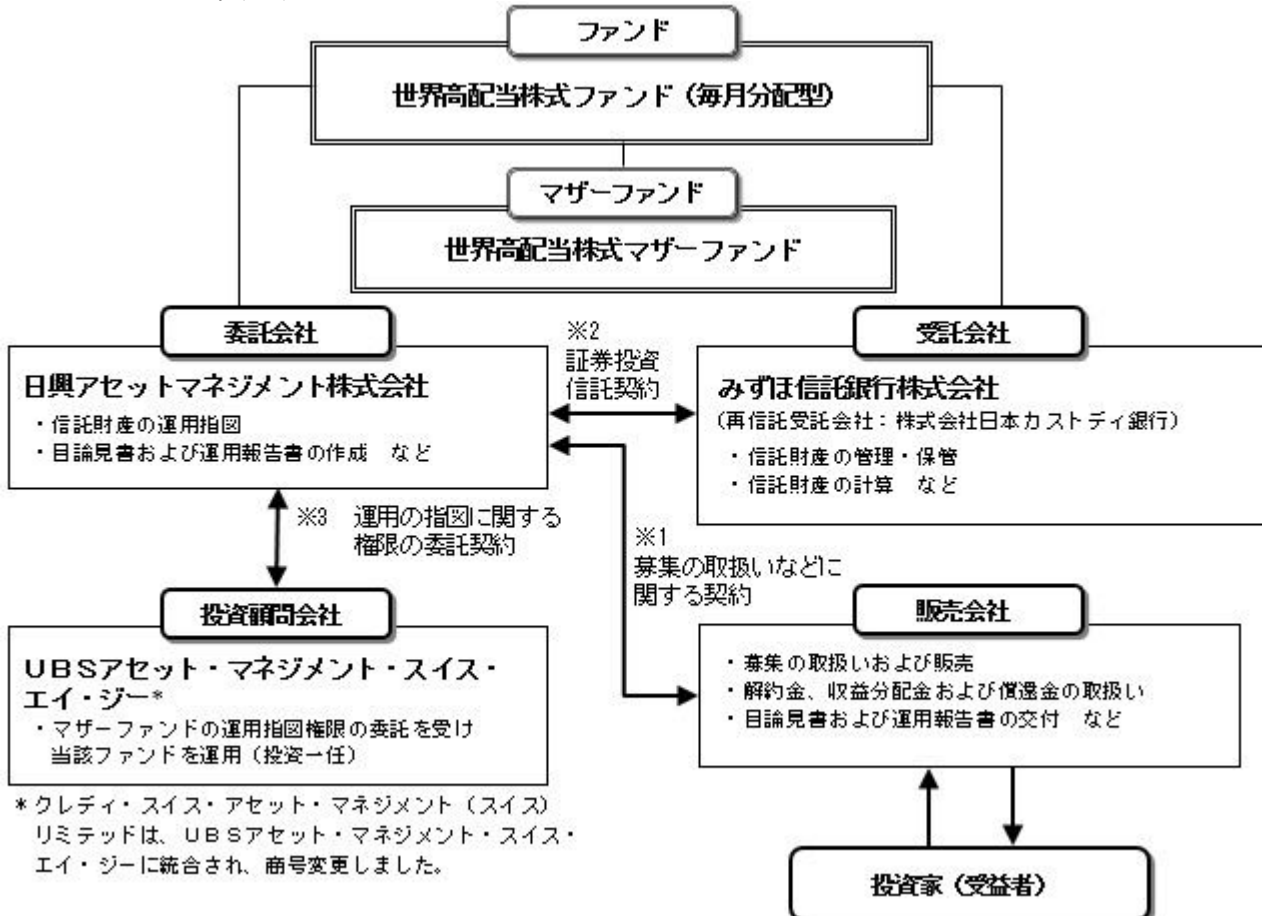 ファンド
世界高配当株式ファンド（毎月分配型）
マザーファンド
世界高配当株式マザーファンド
委託会社
日興アセットマネジメント株式会社
・信託財産の運用指図
・目論見書および運用報告書の作成　など
※2
証券投資
信託契約
受託会社
みずほ信託銀行株式会社
（再信託受託会社：株式会社日本カストディ銀行）
・信託財産の管理・保管
・信託財産の計算　など
※3　運用の指図に関する
権限の委託契約
※1
募集の取扱いなどに
関する契約
投資顧問会社
ＵＢＳアセット・マネジメント・スイス・
エイ・ジー*
・マザーファンドの運用指図権限の委託を受け
当該ファンドを運用（投資一任）
*クレディ・スイス・アセット・マネジメント（スイス）
リミテッドは、ＵＢＳアセット・マネジメント・スイス・
エイ・ジーに統合され、商号変更しました。
販売会社
・募集の取扱いおよび販売
・解約金、収益分配金および償還金の取扱い
・目論見書および運用報告書の交付　など
投資家（受益者）